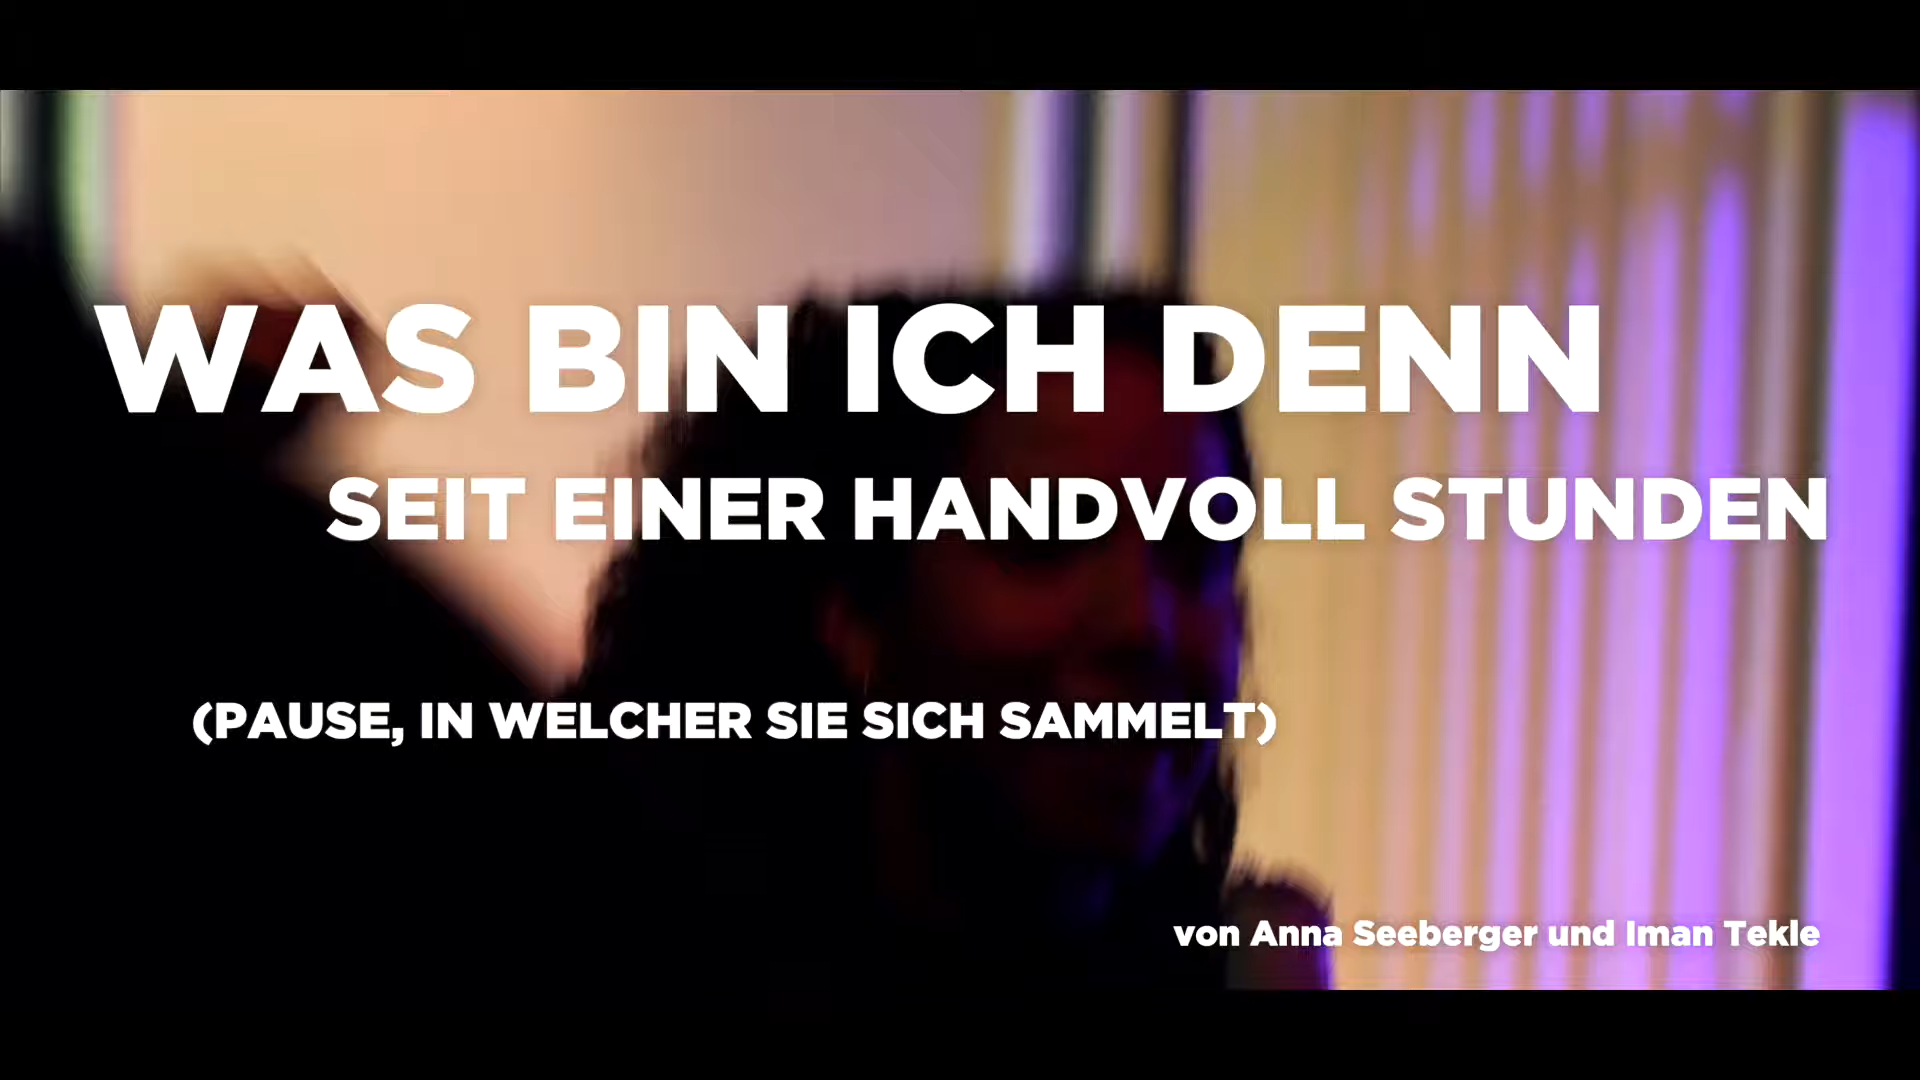 WAS BIN ICH DENN
SEIT EINER HANDVOLL STUNDEN
(PAUSE, IN WELCHER SIE SICH SAMMELT)
von Anna Seeberger und Iman Tekle